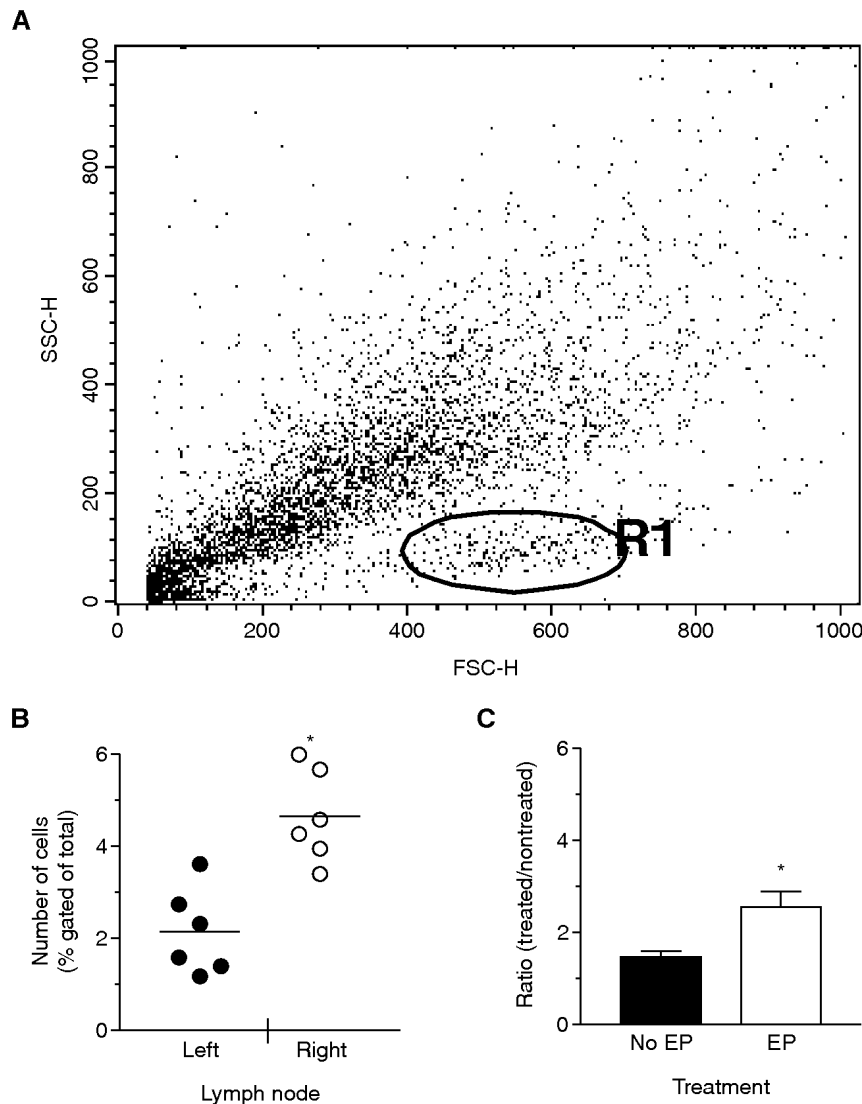 A
1000
800
600
400
200
0
SSC-H
R1
0 200 400 600 800 1000
FSC-H
B
6
4
2
0
Number of cells
(% gated of total)
*
Left Right
Lymph node
C
6
4
2
0
Ratio (treated/nontreated)
*
No EP EP
Treatment